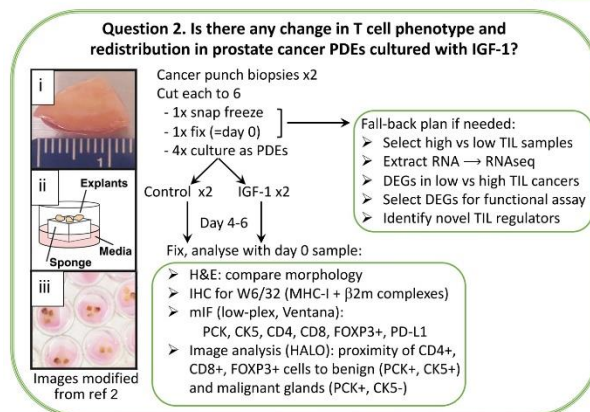 Question 2. Is there any change in T cell phenotype and
redistribution in prostate cancer PDEs cultured with IGF-1?
i
ii
Explants
Media
Sponge
iii
Images modified
from ref 2
Cancer punch biopsies x2
Cut each to 6
- 1x snap freeze
- 1x fix (=day 0)
- 4x culture as PDEs
Control x2
IGF-1 x2
Day 4-6
Fix, analyse with day 0 sample:
➢ H&E: compare morphology
➢ IHC for W6/32 (MHC-I + β2m complexes)
➢ mIF (low-plex, Ventana):
PCK, CK5, CD4, CD8, FOXP3+, PD-L1
➢ Image analysis (HALO): proximity of CD4+,
CD8+, FOXP3+ cells to benign (PCK+, CK5+)
and malignant glands (PCK+, CK5-)
Fall-back plan if needed:
➢ Select high vs low TIL samples
➢ Extract RNA → RNAseq
➢ DEGs in low vs high TIL cancers
➢ Select DEGs for functional assay
➢ Identify novel TIL regulators